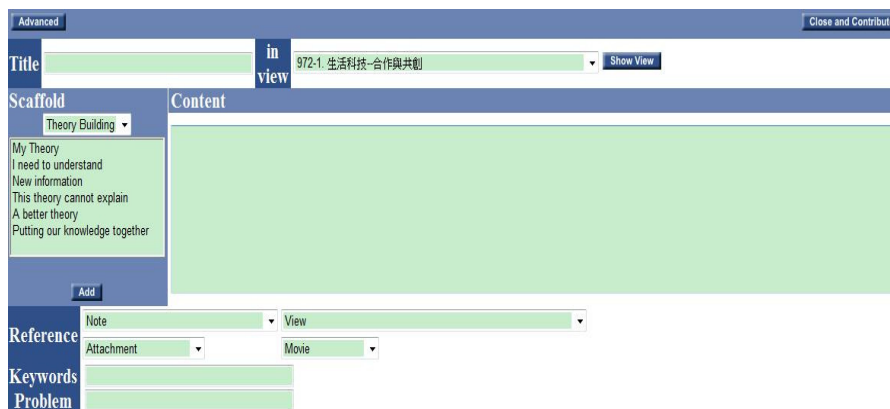 Advanced
Close and Contribut
Title
in view
972-1. 生活科技--合作與共創
Show View
Scaffold
Content
Theory Building
My Theory
I need to understand
New information
This theory cannot explain
A better theory
Putting our knowledge together
Add
Reference
Note
View
Attachment
Movie
Keywords
Problem